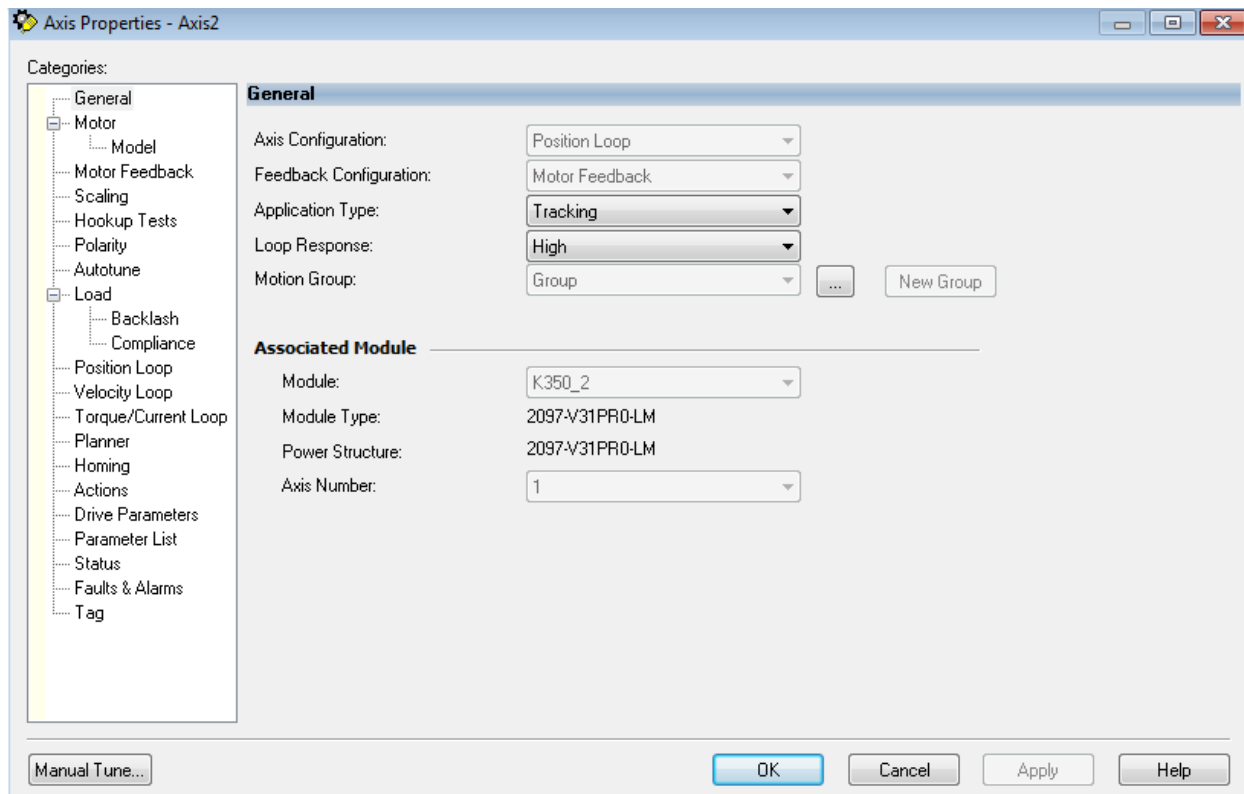 Axis Properties - Axis2
Categories:
General
Motor
Model
Motor Feedback
Scaling
Hookup Tests
Polarity
Autotune
Load
Backlash
Compliance
Position Loop
Velocity Loop
Torque/Current Loop
Planner
Homing
Actions
Drive Parameters
Parameter List
Status
Faults & Alarms
Tag
General
Axis Configuration: Position Loop
Feedback Configuration: Motor Feedback
Application Type: Tracking
Loop Response: High
Motion Group: Group ... New Group
Associated Module
Module: K350_2
Module Type: 2097-V31PR0-LM
Power Structure: 2097-V31PR0-LM
Axis Number: 1
Manual Tune... OK Cancel Apply Help